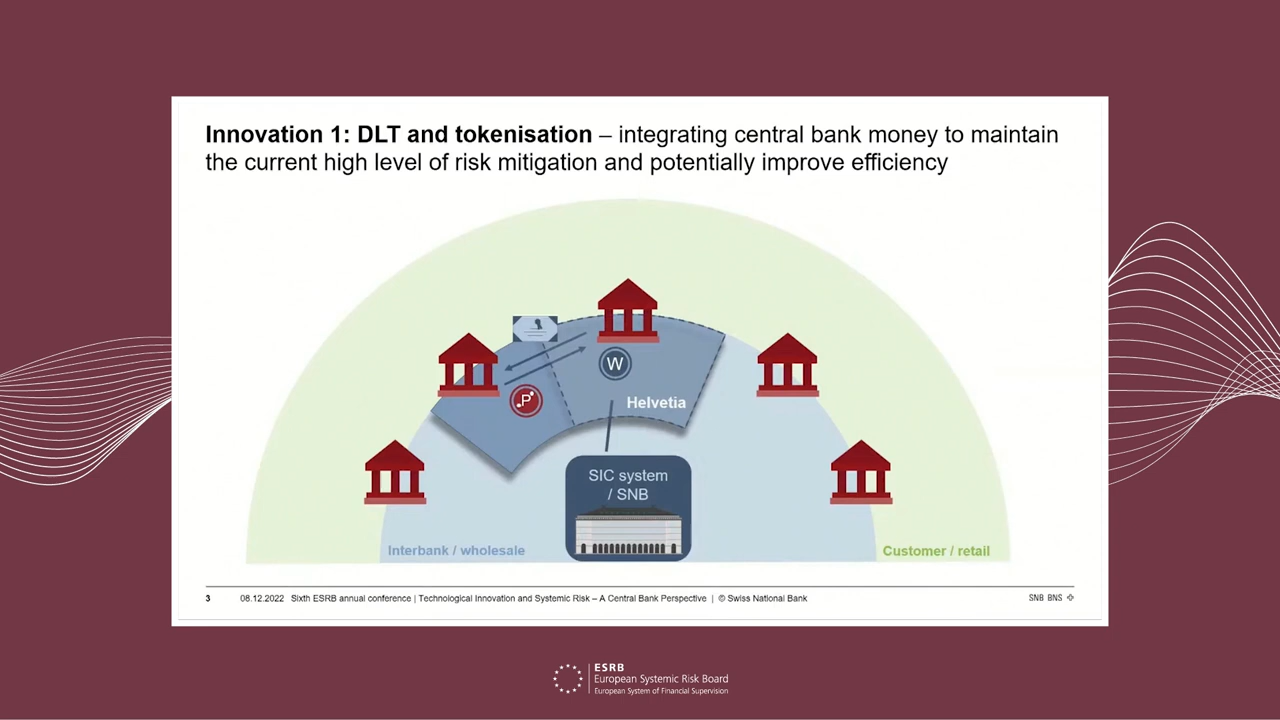 Innovation 1: DLT and tokenisation – integrating central bank money to maintain
the current high level of risk mitigation and potentially improve efficiency
W
P
Helvetia
SIC system
/ SNB
Interbank / wholesale
Customer / retail
3 08.12.2022 Sixth ESRB annual conference | Technological Innovation and Systemic Risk – A Central Bank Perspective | © Swiss National Bank
SNB BNS
ESRB
European Systemic Risk Board
European System of Financial Supervision